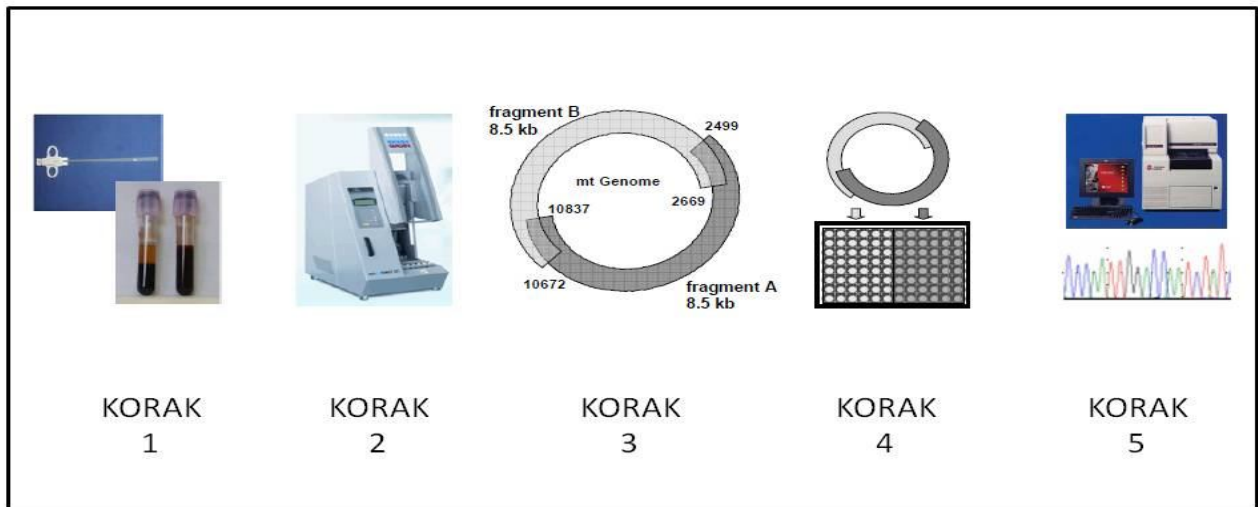 fragment B
8.5 kb
2499
mt Genome
2669
10837
10672
fragment A
8.5 kb
KORAK
1
KORAK
2
KORAK
3
KORAK
4
KORAK
5